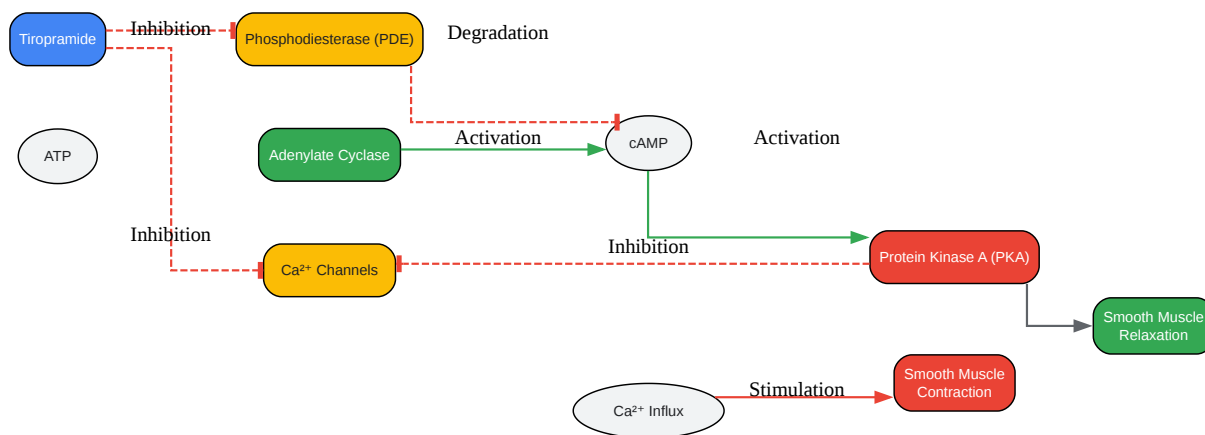 Inhibition
Tiropramide
Phosphodiesterase (PDE)
Degradation
Activation
Activation
ATP
Adenylate Cyclase
cAMP
Inhibition
Inhibition
Ca²⁺ Channels
Protein Kinase A (PKA)
Smooth Muscle
Relaxation
Smooth Muscle
Contraction
Stimulation
Ca²⁺ Influx